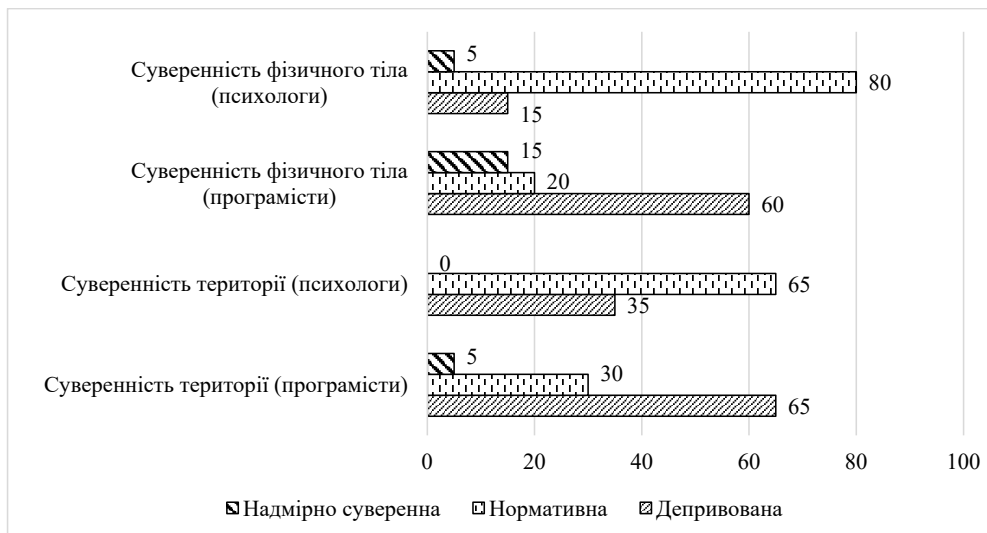 Суверенність фізичного тіла
(психологи)
5
80
15
Суверенність фізичного тіла
(програмісти)
15
20
60
Суверенність території (психологи)
0
65
35
Суверенність території (програмісти)
5
30
65
0 20 40 60 80 100
Надмірно суверенна Нормативна Депривована